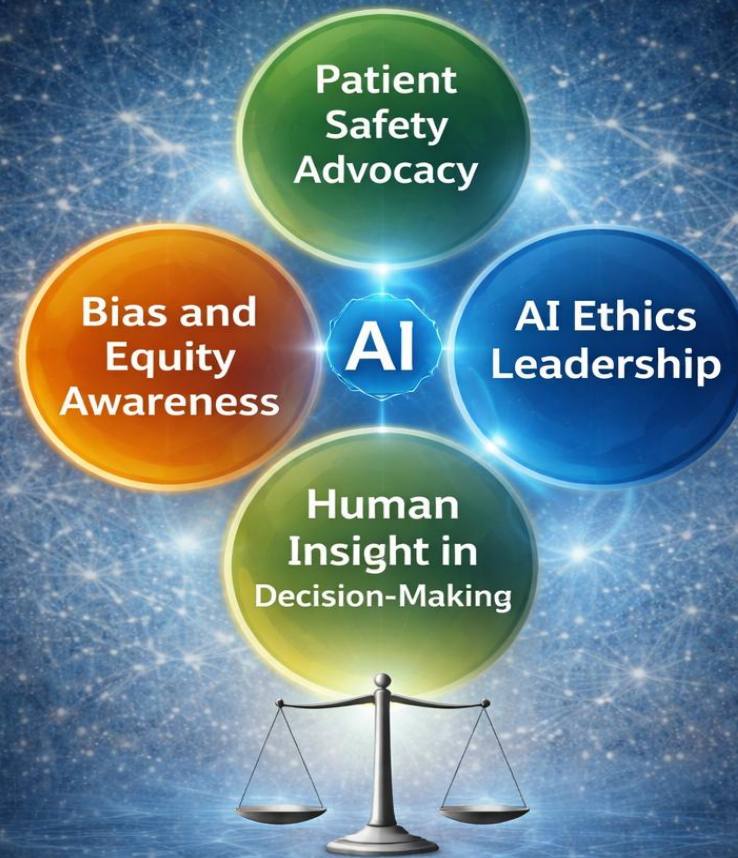 Patient
Safety
Advocacy
Bias and
Equity
Awareness
AI
AI Ethics
Leadership
Human
Insight in
Decision-Making